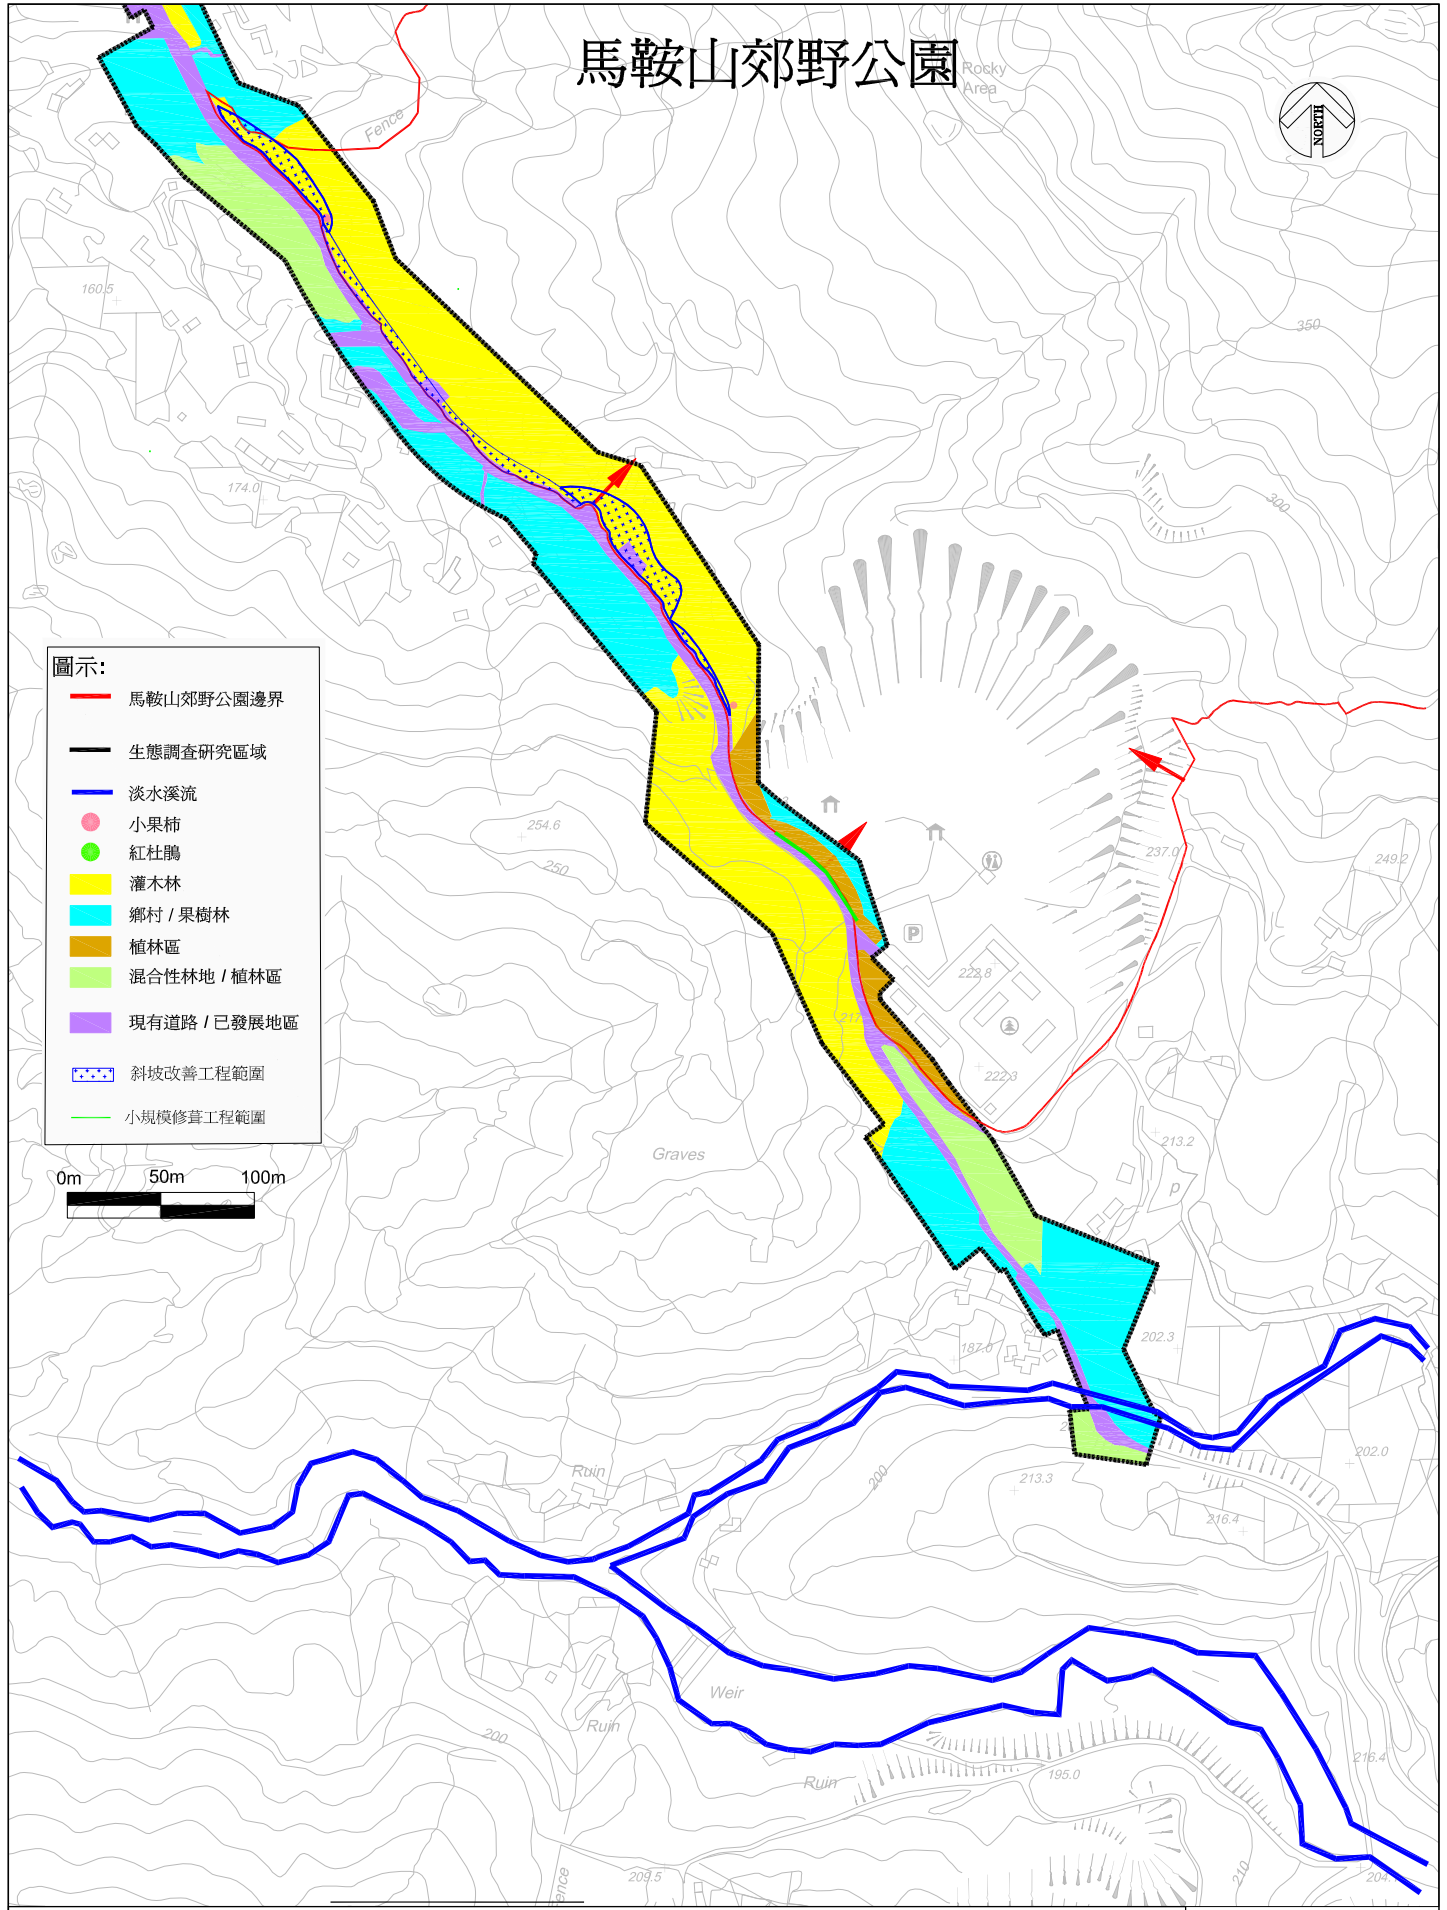 馬鞍山郊野公園
Rocky
Area
NORTH
Fence
160.5
350
174.0
300
圖示:
馬鞍山郊野公園邊界
生態調查研究區域
淡水溪流
小果柿
紅杜鵑
灌木林
鄉村 / 果樹林
植林區
混合性林地 / 植林區
現有道路 / 已發展地區
斜坡改善工程範圍
小規模修葺工程範圍
0m 50m 100m
254.6
250
237.0
249.2
P
222.8
217
222.3
213.2
Graves
P
202.3
187.0
202.0
Ruin
200
213.3
216.4
Weir
Ruin
200
Ruin
195.0
216.4
209.5
210
204.
ence